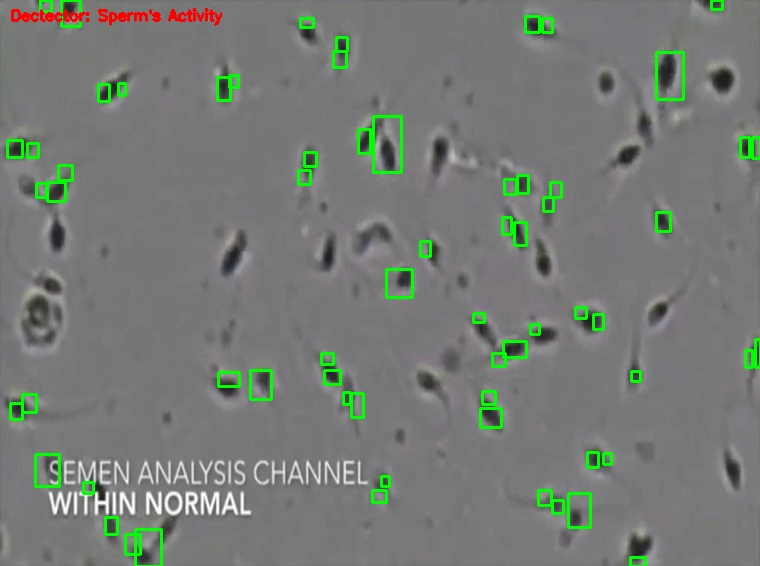 Dectector: Sperm's Activity
SEMEN ANALYSIS CHANNEL
WITHIN NORMAL